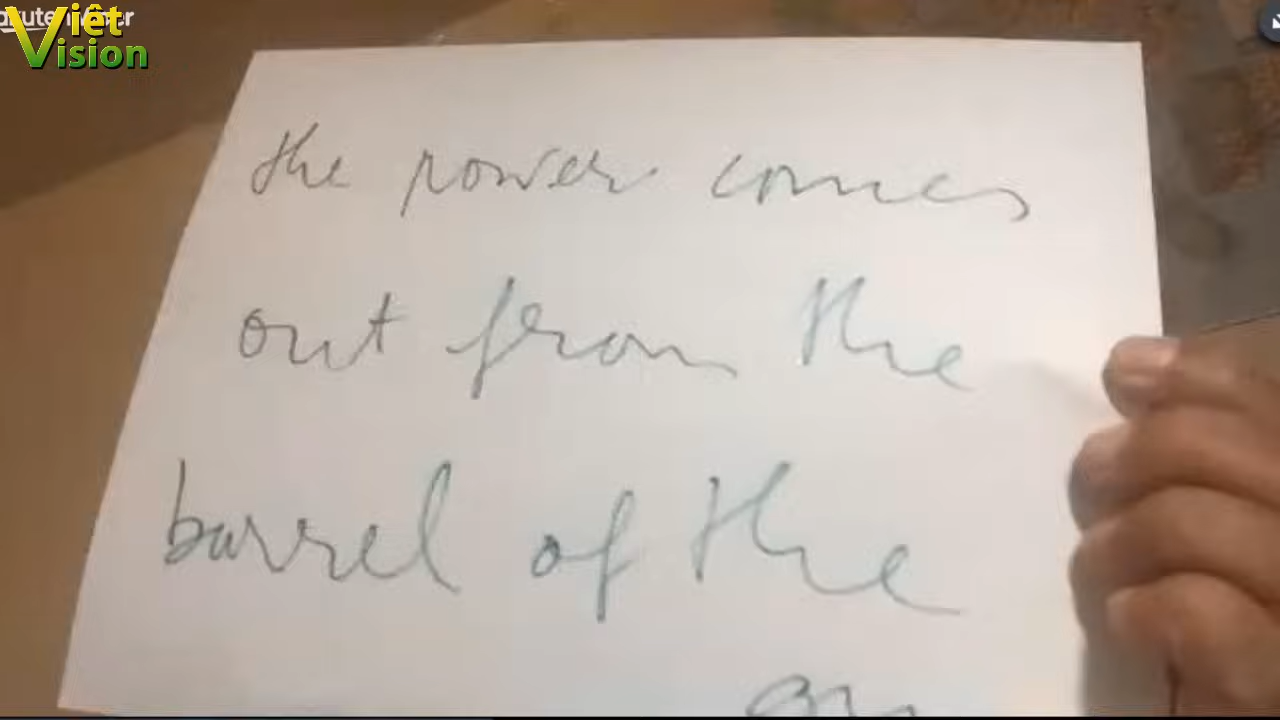 Việt
Vision
the power comes
out from the
barrel of the